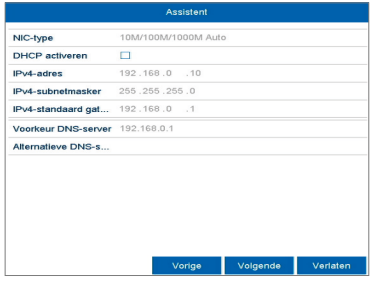 Assistent
NIC-type 10M/100M/1000M Auto
DHCP activeren
IPv4-adres 192 .168 .0 .10
IPv4-subnetmasker 255 .255 .255 .0
IPv4-standaard gat... 192 .168 .0 .1
Voorkeur DNS-server 192.168.0.1
Alternatieve DNS-s...
Vorige Volgende Verlaten